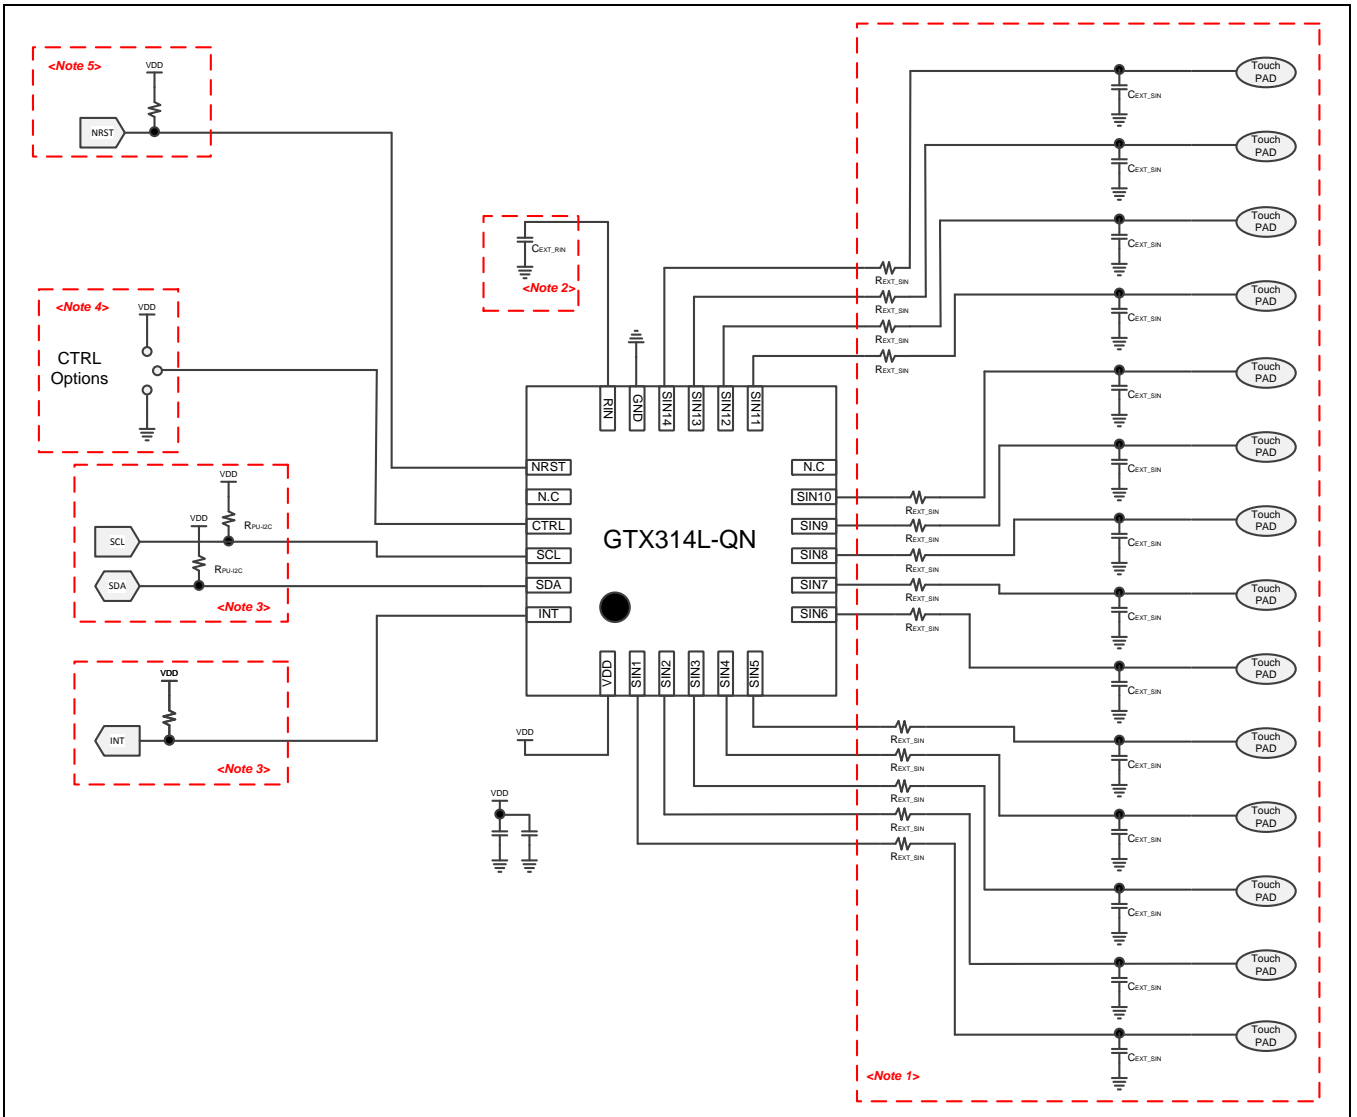 <Note 5>
VDD
NRST
<Note 4>
VDD
CTRL
Options
VDD
RPU-I2C
VDD
RPU-I2C
SCL
SDA
<Note 3>
VDD
INT
<Note 3>
CEXT_RIN
<Note 2>
RIN
GND
SIN14
SIN13
SIN12
SIN11
NRST
N.C
CTRL
SCL
SDA
INT
GTX314L-QN
N.C
SIN10
SIN9
SIN8
SIN7
SIN6
VDD
SIN1
SIN2
SIN3
SIN4
SIN5
VDD
VDD
REXT_SIN
REXT_SIN
REXT_SIN
REXT_SIN
REXT_SIN
REXT_SIN
REXT_SIN
REXT_SIN
REXT_SIN
REXT_SIN
REXT_SIN
REXT_SIN
REXT_SIN
REXT_SIN
CEXT_SIN
Touch
PAD
CEXT_SIN
Touch
PAD
CEXT_SIN
Touch
PAD
CEXT_SIN
Touch
PAD
CEXT_SIN
Touch
PAD
CEXT_SIN
Touch
PAD
CEXT_SIN
Touch
PAD
CEXT_SIN
Touch
PAD
CEXT_SIN
Touch
PAD
CEXT_SIN
Touch
PAD
CEXT_SIN
Touch
PAD
CEXT_SIN
Touch
PAD
CEXT_SIN
Touch
PAD
CEXT_SIN
Touch
PAD
<Note 1>